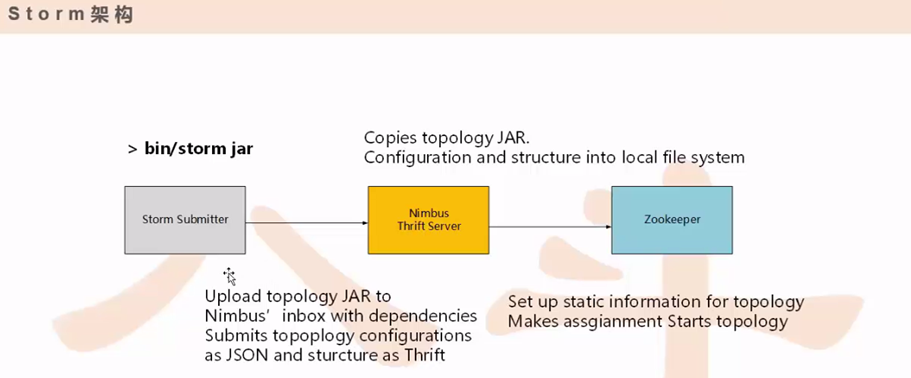 Storm架构
> bin/storm jar
Copies topology JAR.
Configuration and structure into local file system
Storm Submitter
Nimbus
Thrift Server
Zookeeper
Upload topology JAR to
Nimbus' inbox with dependencies
Submits topoplogy configurations
as JSON and sturcture as Thrift
Set up static information for topology
Makes assgianment Starts topology
八斗